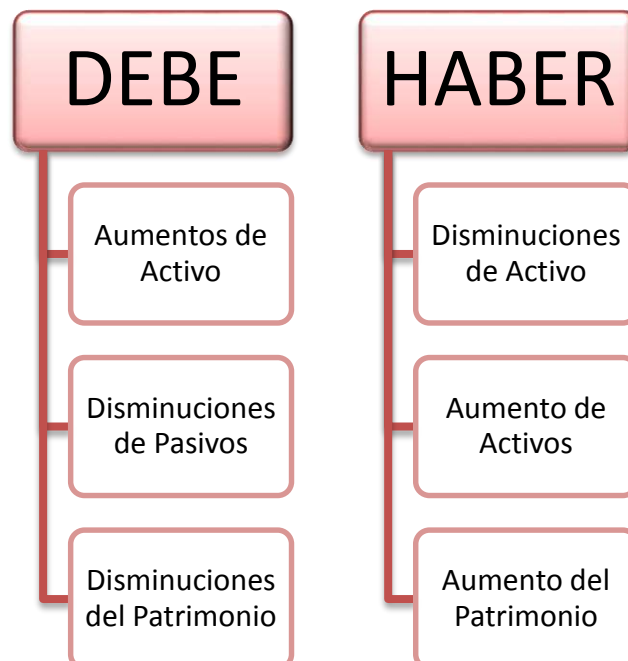 DEBE
Aumentos de
Activo
Disminuciones
de Pasivos
Disminuciones
del Patrimonio
HABER
Disminuciones
de Activo
Aumento de
Activos
Aumento del
Patrimonio